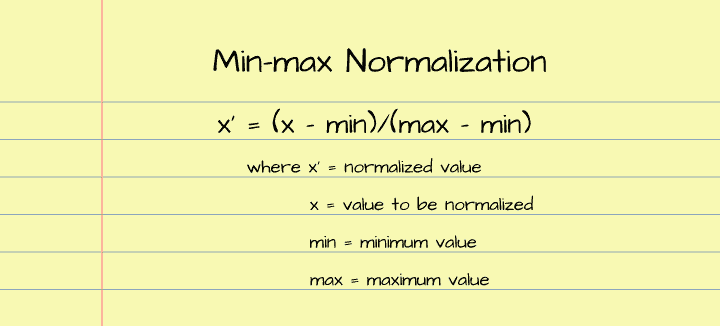 Min-max Normalization
x' = (x - min)/(max - min)
where x' = normalized value
x = value to be normalized
min = minimum value
max = maximum value